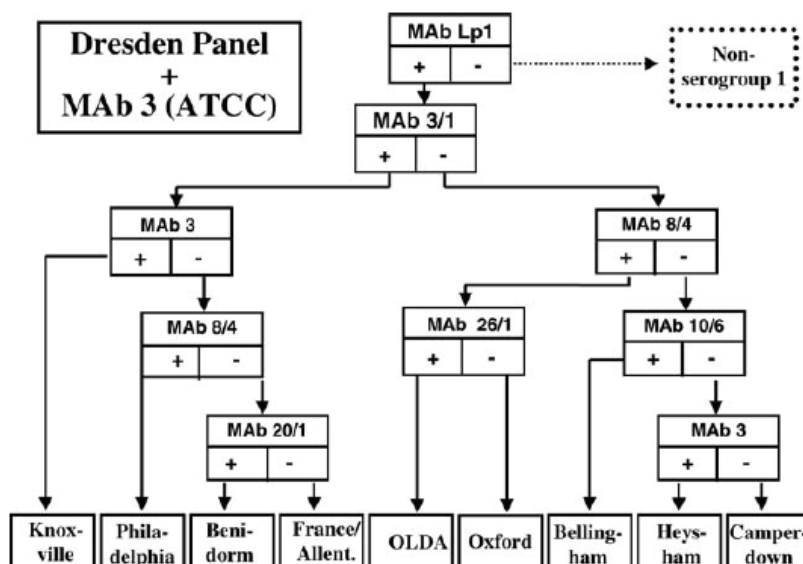 Dresden Panel
+
MAb 3 (ATCC)
MAb Lp1
+ -
Non-
serogroup 1
MAb 3/1
+ -
MAb 3
+ -
MAb 8/4
+ -
MAb 8/4
+ -
MAb 26/1
+ -
MAb 10/6
+ -
MAb 20/1
+ -
MAb 3
+ -
Knox-
ville
Phila-
delphia
Beni-
dorm
France/
Allent.
OLDA
Oxford
Belling-
ham
Heys-
ham
Camper-
down